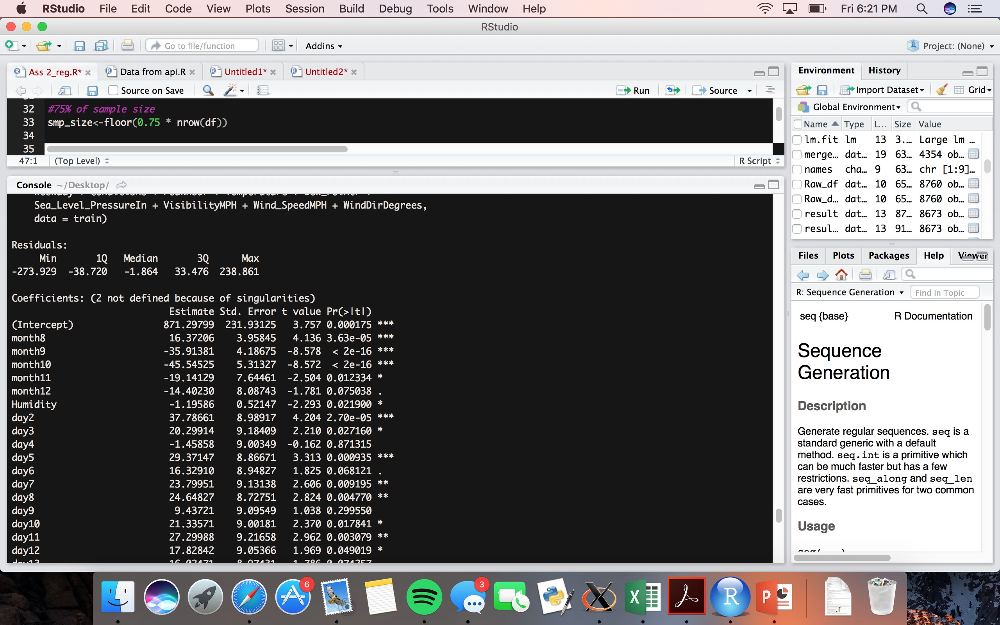 RStudio File Edit Code View Plots Session Build Debug Tools Window Help Fri 6:21 PM
RStudio
Go to file/function Addins Project: (None)
Ass 2_reg.R* Data from api.R Untitled1* Untitled2*
Source on Save Run Source
32 #75% of sample size
33 smp_size<-floor(0.75 * nrow(df))
34
35
47:1 (Top Level) R Script
Console ~/Desktop/
weekday + Conditions + PeakHour + Temperature + Dew_PointF +
Sea_Level_PressureIn + VisibilityMPH + Wind_SpeedMPH + WindDirDegrees,
data = train)
Residuals:
Min 1Q Median 3Q Max
-273.929 -38.720 -1.864 33.476 238.861
Coefficients: (2 not defined because of singularities)
Estimate Std. Error t value Pr(>|t|)
(Intercept) 871.29799 231.93125 3.757 0.000175 ***
month8 16.37206 3.95845 4.136 3.63e-05 ***
month9 -35.91381 4.18675 -8.578 < 2e-16 ***
month10 -45.54525 5.31327 -8.572 < 2e-16 ***
month11 -19.14129 7.64461 -2.504 0.012334 *
month12 -14.40230 8.08743 -1.781 0.075038 .
Humidity -1.19586 0.52147 -2.293 0.021900 *
day2 37.78661 8.98917 4.204 2.70e-05 ***
day3 20.29914 9.18409 2.210 0.027160 *
day4 -1.45858 9.00349 -0.162 0.871315
day5 29.37147 8.86671 3.313 0.000935 ***
day6 16.32910 8.94827 1.825 0.068121 .
day7 23.79951 9.13138 2.606 0.009195 **
day8 24.64827 8.72751 2.824 0.004770 **
day9 9.43721 9.09549 1.038 0.299550
day10 21.33571 9.00181 2.370 0.017841 *
day11 27.29988 9.21658 2.962 0.003079 **
day12 17.82842 9.05366 1.969 0.049019 *
day13 16.02471 8.97431 1.786 0.074257
Environment History
Import Dataset Grid
Global Environment
Name Type L... Size Value
lm.fit lm 13 3.... Large lm ...
merge... dat... 19 63... 4354 ob...
names cha... 9 63... chr [1:9]...
Raw_df dat... 10 65... 8760 ob...
Raw_d... dat... 10 65... 8760 ob...
result dat... 13 87... 8673 ob...
resul... dat... 13 91... 8673 ob...
Files Plots Packages Help Viewer
R: Sequence Generation Find in Topic
seq {base} R Documentation
Sequence
Generation
Description
Generate regular sequences. seq is a
standard generic with a default
method. seq.int is a primitive which
can be much faster but has a few
restrictions. seq_along and seq_len
are very fast primitives for two common
cases.
Usage
6 3 X R P .r